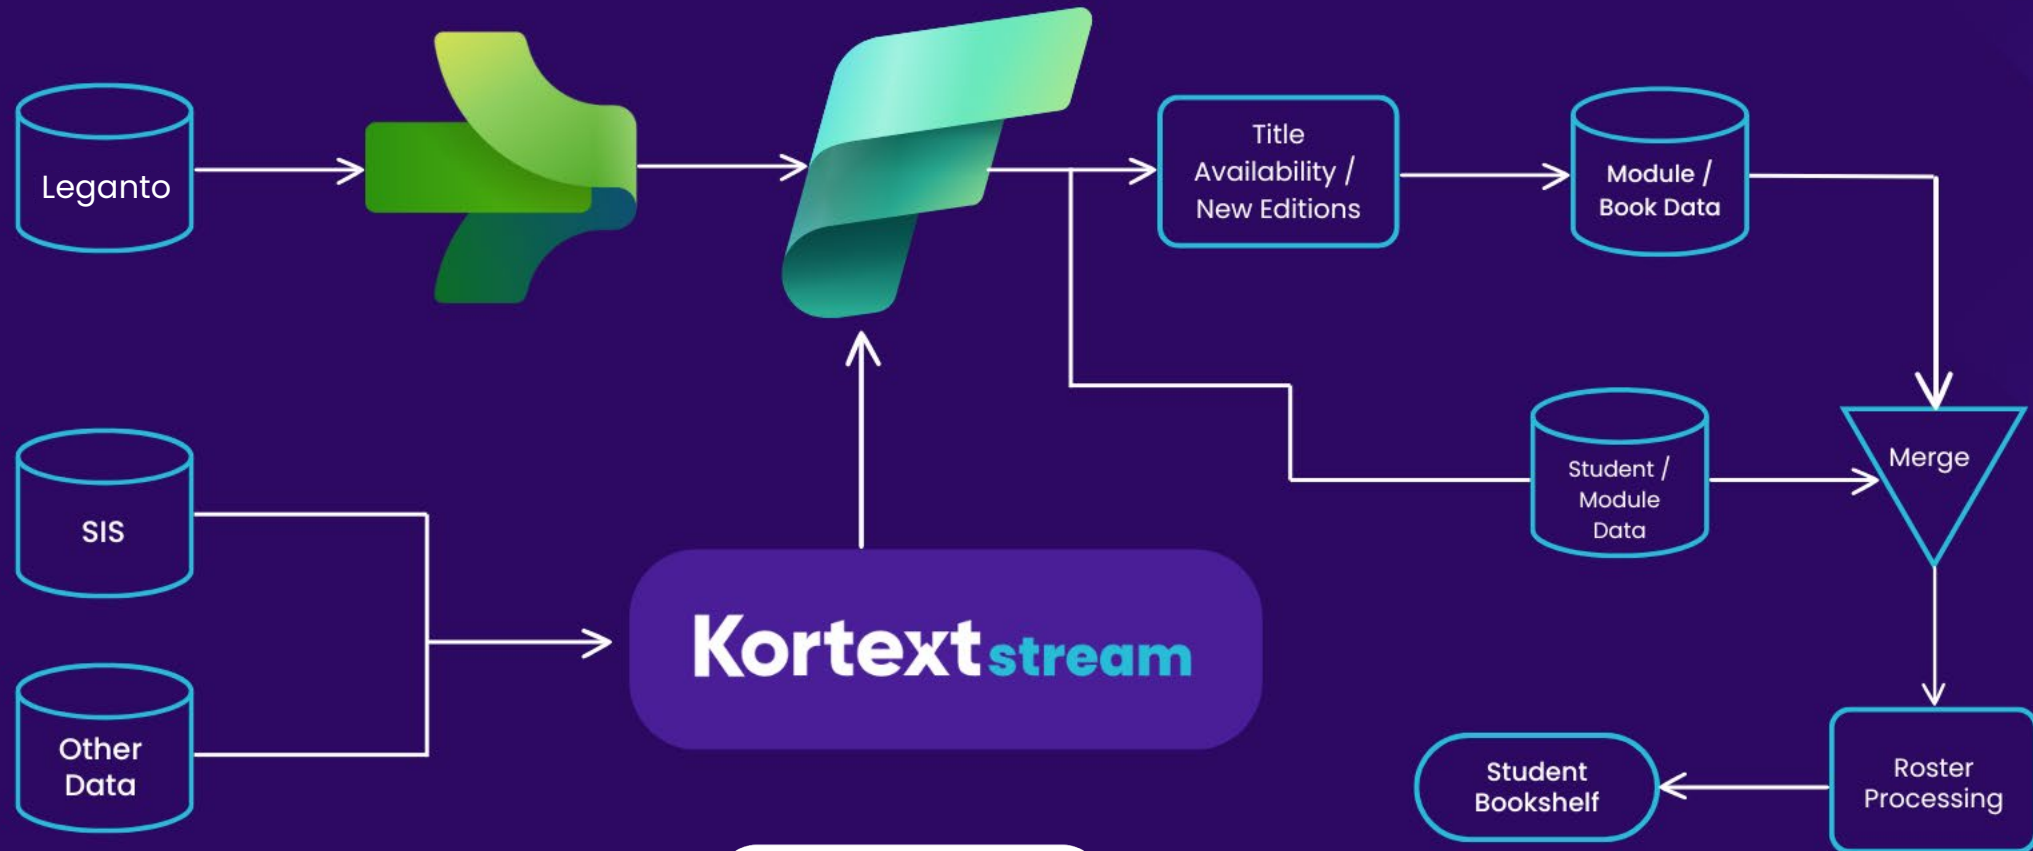 Leganto
Title
Availability /
New Editions
Module /
Book Data
SIS
Other
Data
Kortext stream
Student /
Module
Data
Merge
Roster
Processing
Student
Bookshelf